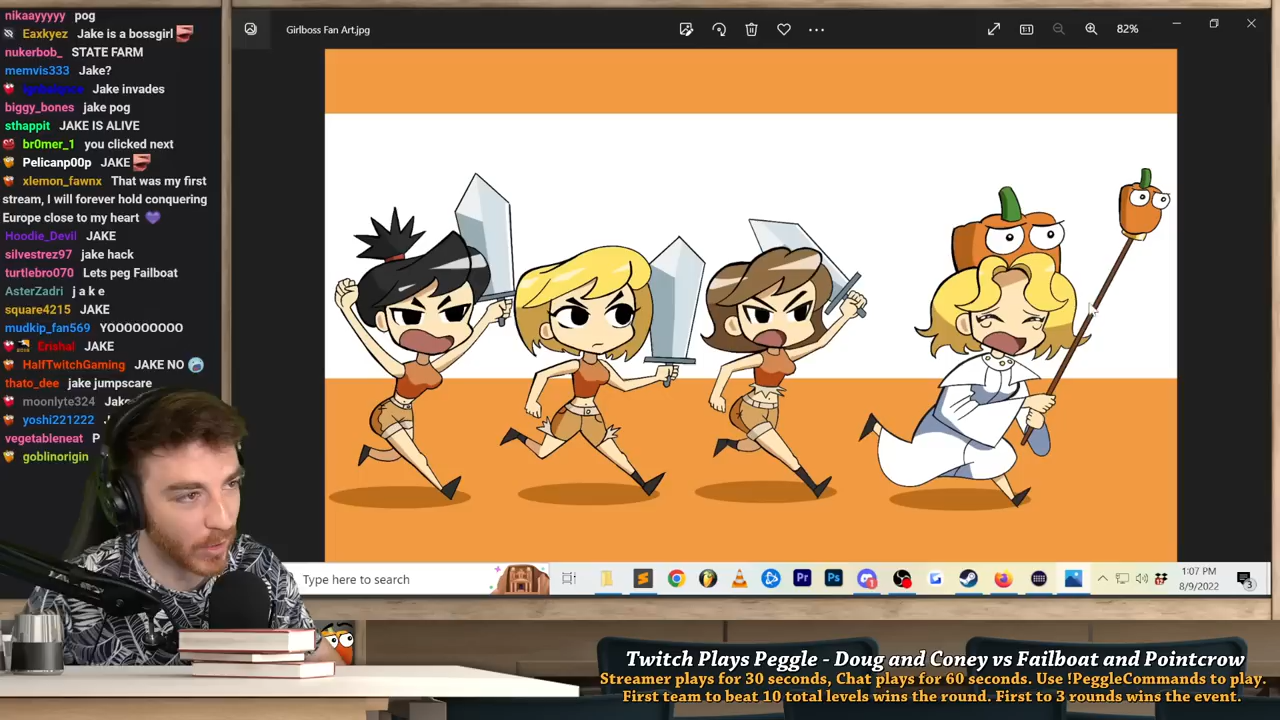 nikaayyyyy pog
Girlboss Fan Art.jpg
82%
Eaxkyez Jake is a bossgirl
nukerbob_ STATE FARM
memvis333 Jake?
Jake invades
biggy_bones jake pog
sthappit JAKE IS ALIVE
br0mer_1 you clicked next
Pelicanp00p JAKE
xlemon_fawnx That was my first
stream, I will forever hold conquering
Europe close to my heart
Hoodie_Devil JAKE
silvestrez97 jake hack
turtlebro070 Lets peg Failboat
AsterZadri j a k e
square4215 JAKE
mudkip_fan569 YOOOOOOOOO
Erishal JAKE
HalfTwitchGaming JAKE NO
thato_dee jake jumpscare
moonlyte324 Jake
yoshi221222
vegetableneat P
goblinorigin
Type here to search
1:07 PM
8/9/2022
3
Twitch Plays Peggle - Doug and Coney vs Failboat and Pointcrow
Streamer plays for 30 seconds, Chat plays for 60 seconds. Use !PeggleCommands to play.
First team to beat 10 total levels wins the round. First to 3 rounds wins the event.